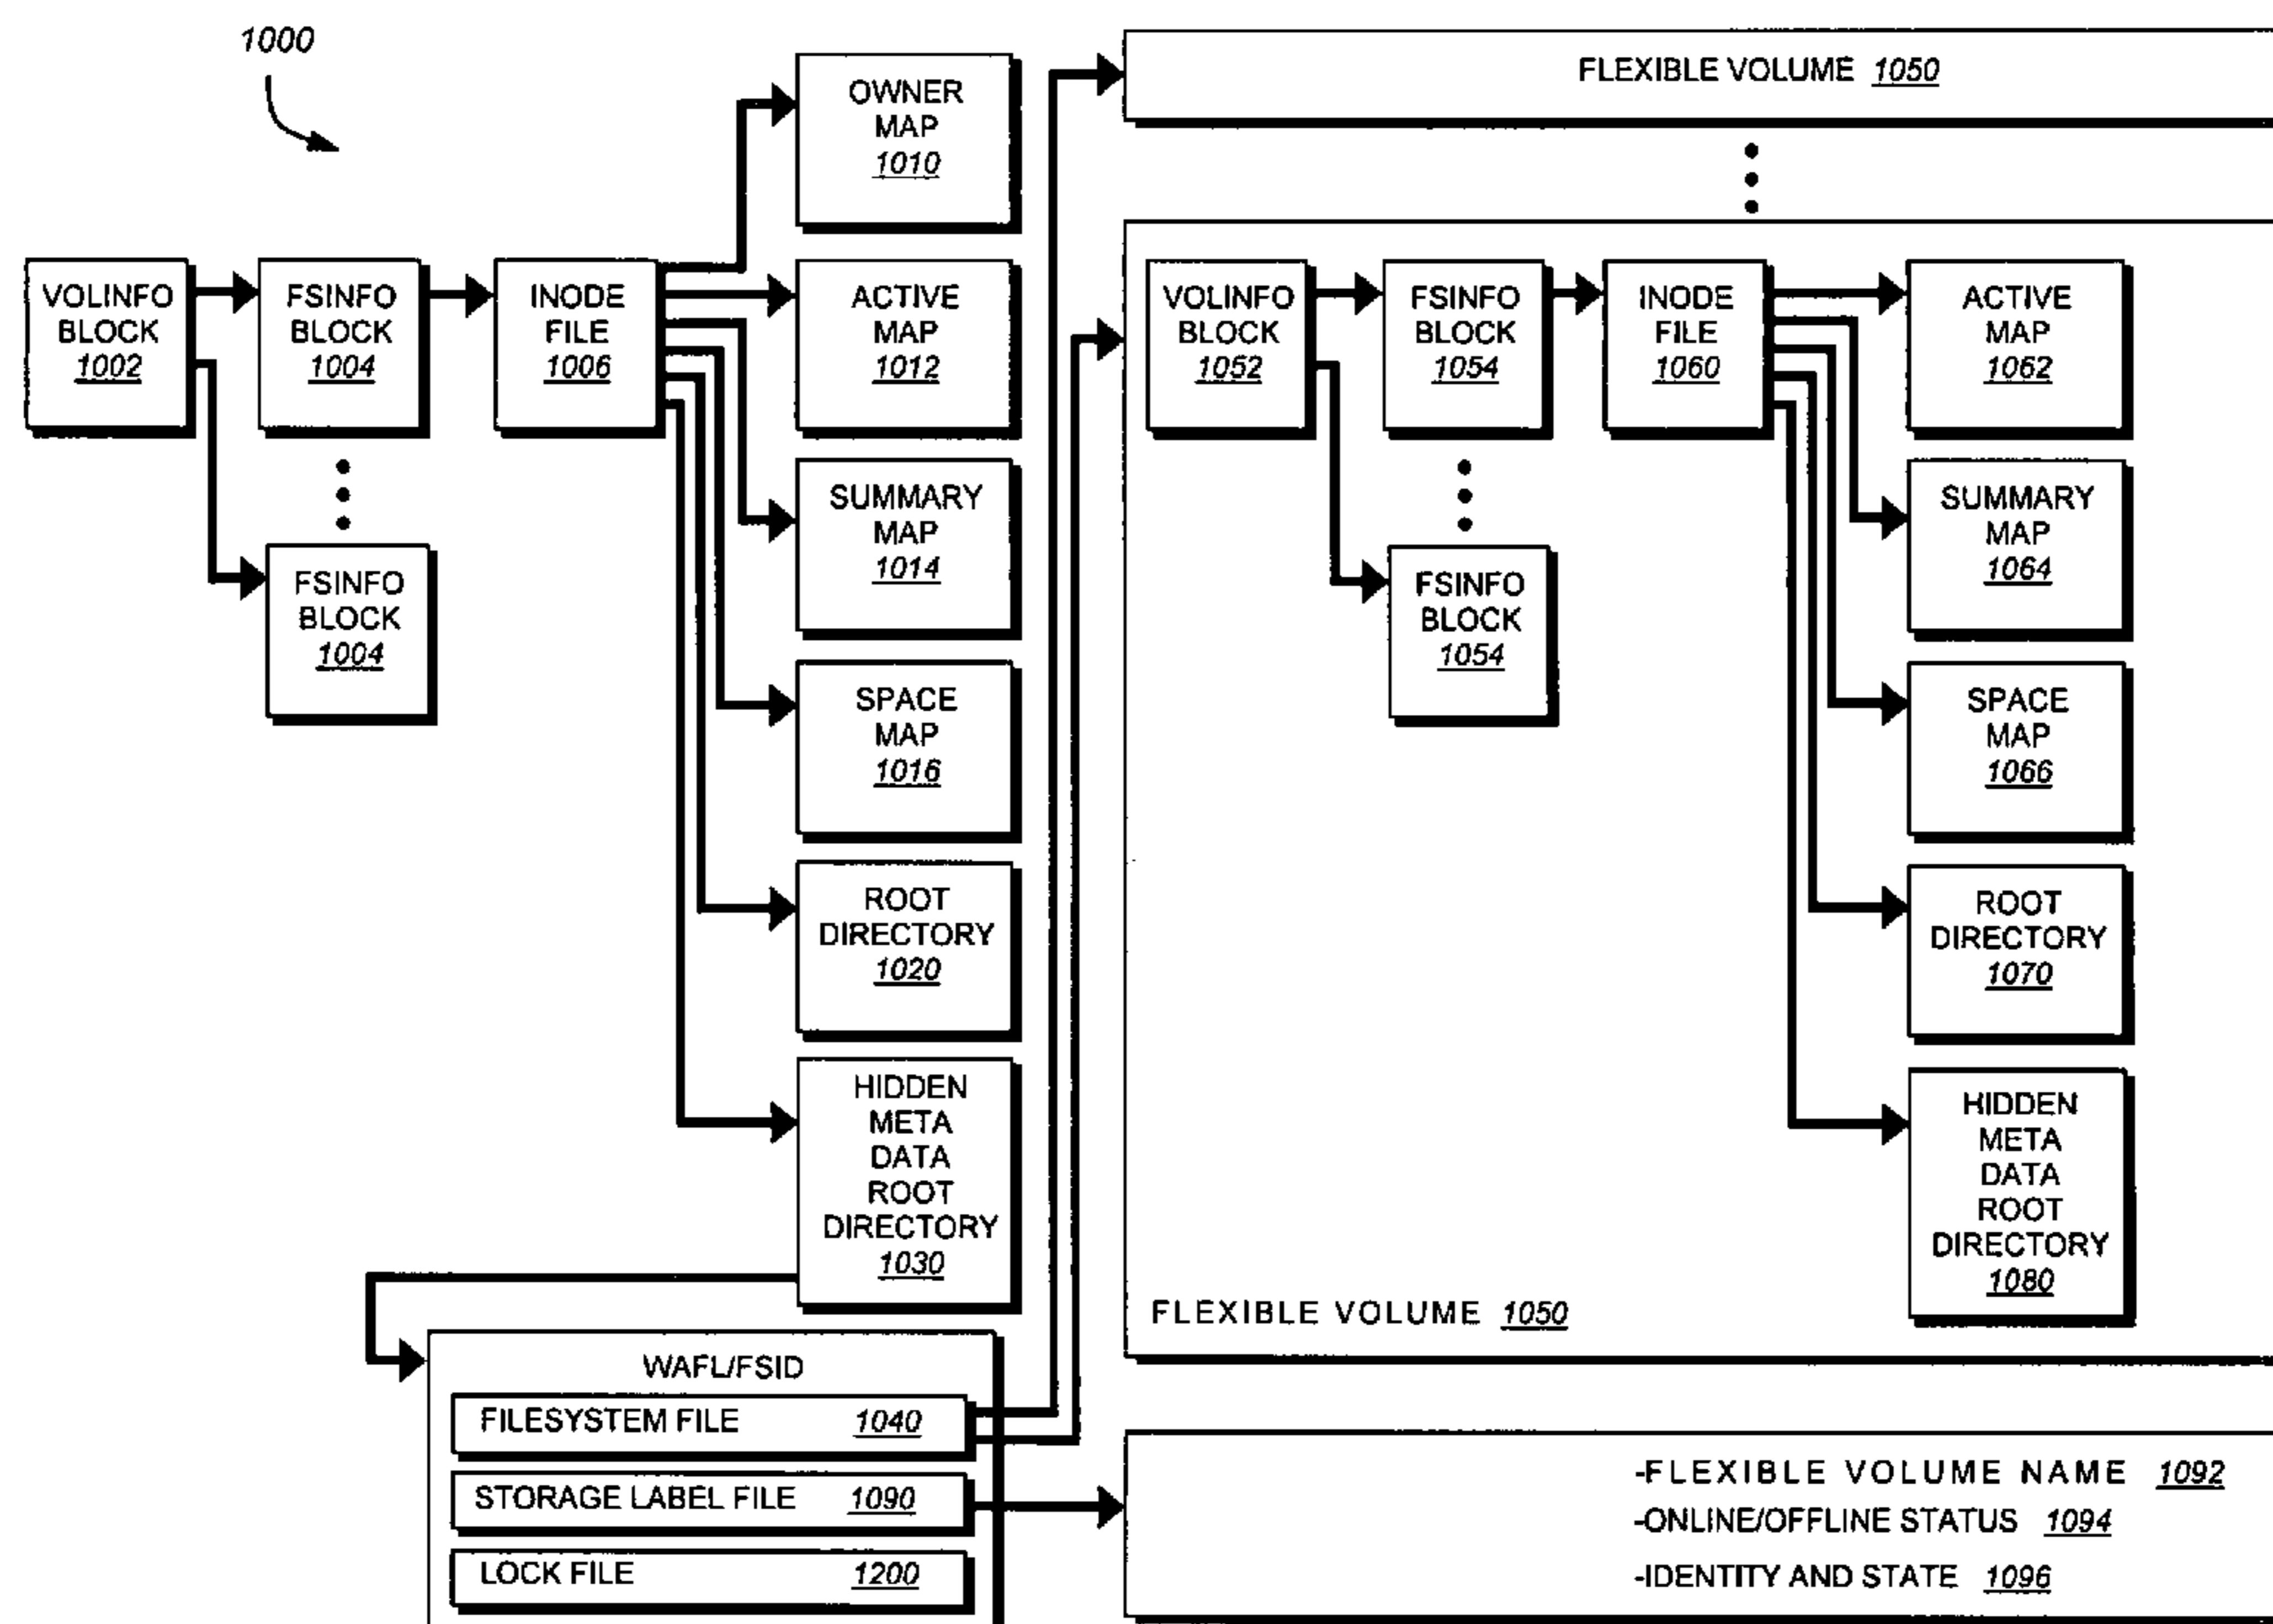 1000
OWNER
MAP
1010
VOLINFO
BLOCK
1002
FSINFO
BLOCK
1004
INODE
FILE
1006
ACTIVE
MAP
1012
FSINFO
BLOCK
1004
SUMMARY
MAP
1014
SPACE
MAP
1016
ROOT
DIRECTORY
1020
HIDDEN
META
DATA
ROOT
DIRECTORY
1030
WAFL/FSID
FILESYSTEM FILE 1040
STORAGE LABEL FILE 1090
LOCK FILE 1200
FLEXIBLE VOLUME 1050
VOLINFO
BLOCK
1052
FSINFO
BLOCK
1054
INODE
FILE
1060
ACTIVE
MAP
1062
FSINFO
BLOCK
1054
SUMMARY
MAP
1064
SPACE
MAP
1066
ROOT
DIRECTORY
1070
HIDDEN
META
DATA
ROOT
DIRECTORY
1080
FLEXIBLE VOLUME 1050
-FLEXIBLE VOLUME NAME 1092
-ONLINE/OFFLINE STATUS 1094
-IDENTITY AND STATE 1096